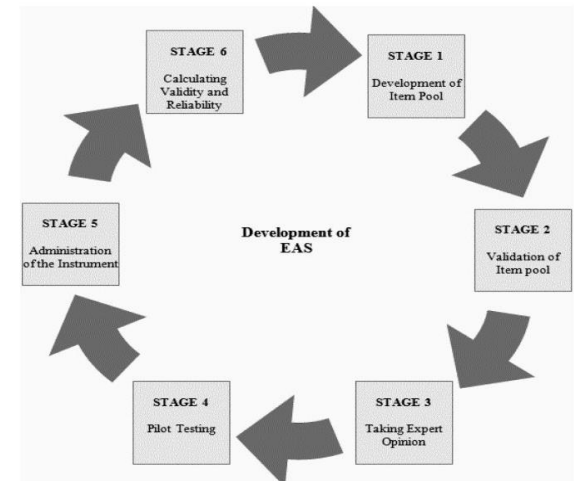 STAGE 6
Calculating
Validity and
Reliability
STAGE 1
Development of
Item Pool
STAGE 5
Administration
of the Instrument
Development of
EAS
STAGE 2
Validation of
Item pool
STAGE 4
Pilot Testing
STAGE 3
Taking Expert
Opinion